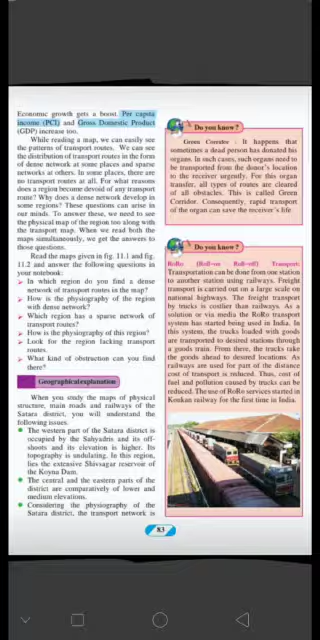 Economic growth gets a boost. Per capita
income (PCI) and Gross Domestic Product
(GDP) increase too.
While reading a map, we can easily see
the patterns of transport routes. We can see
the distribution of transport routes in the form
of dense network at some places and sparse
networks at others. In some places, there are
no transport routes at all. For what reasons
does a region become devoid of any transport
route? Why does a dense network develop in
some regions? These questions can arise in
our minds. To answer these, we need to see
the physical map of the region too along with
the transport map. When we read both the
maps simultaneously, we get the answers to
those questions.
Read the maps given in fig. 11.1 and fig.
11.2 and answer the following questions in
your notebook:
➢ In which region do you find a dense
network of transport routes in the map?
➢ How is the physiography of the region
with dense network?
➢ Which region has a sparse network of
transport routes?
➢ How is the physiography of this region?
➢ Look for the region lacking transport
routes.
➢ What kind of obstruction can you find
there?
Geographical explanation
When you study the maps of physical
structure, main roads and railways of the
Satara district, you will understand the
following issues.
● The western part of the Satara district is
occupied by the Sahyadris and its off-
shoots and its elevation is higher. Its
topography is undulating. In this region,
lies the extensive Shivsagar reservoir of
the Koyna Dam.
● The central and the eastern parts of the
district are comparatively of lower and
medium elevations.
● Considering the physiography of the
Satara district, the transport network is
Do you know?
Green Corridor : It happens that
sometimes a dead person has donated his
organs. In such cases, such organs need to
be transported from the donor's location
to the receiver urgently. For this organ
transfer, all types of routes are cleared
of all obstacles. This is called Green
Corridor. Consequently, rapid transport
of the organ can save the receiver's life.
Do you know?
RoRo (Roll-on Roll-off) Transport:
Transportation can be done from one station
to another station using railways. Freight
transport is carried out on a large scale on
national highways. The freight transport
by trucks is costlier than railways. As a
solution or via media the RoRo transport
system has started being used in India. In
this system, the trucks loaded with goods
are transported to desired stations through
a goods train. From there, the trucks take
the goods ahead to desired locations. As
railways are used for part of the distance
cost of transport is reduced. Thus, cost of
fuel and pollution caused by trucks can be
reduced. The use of RoRo services started in
Konkan railway for the first time in India.
83